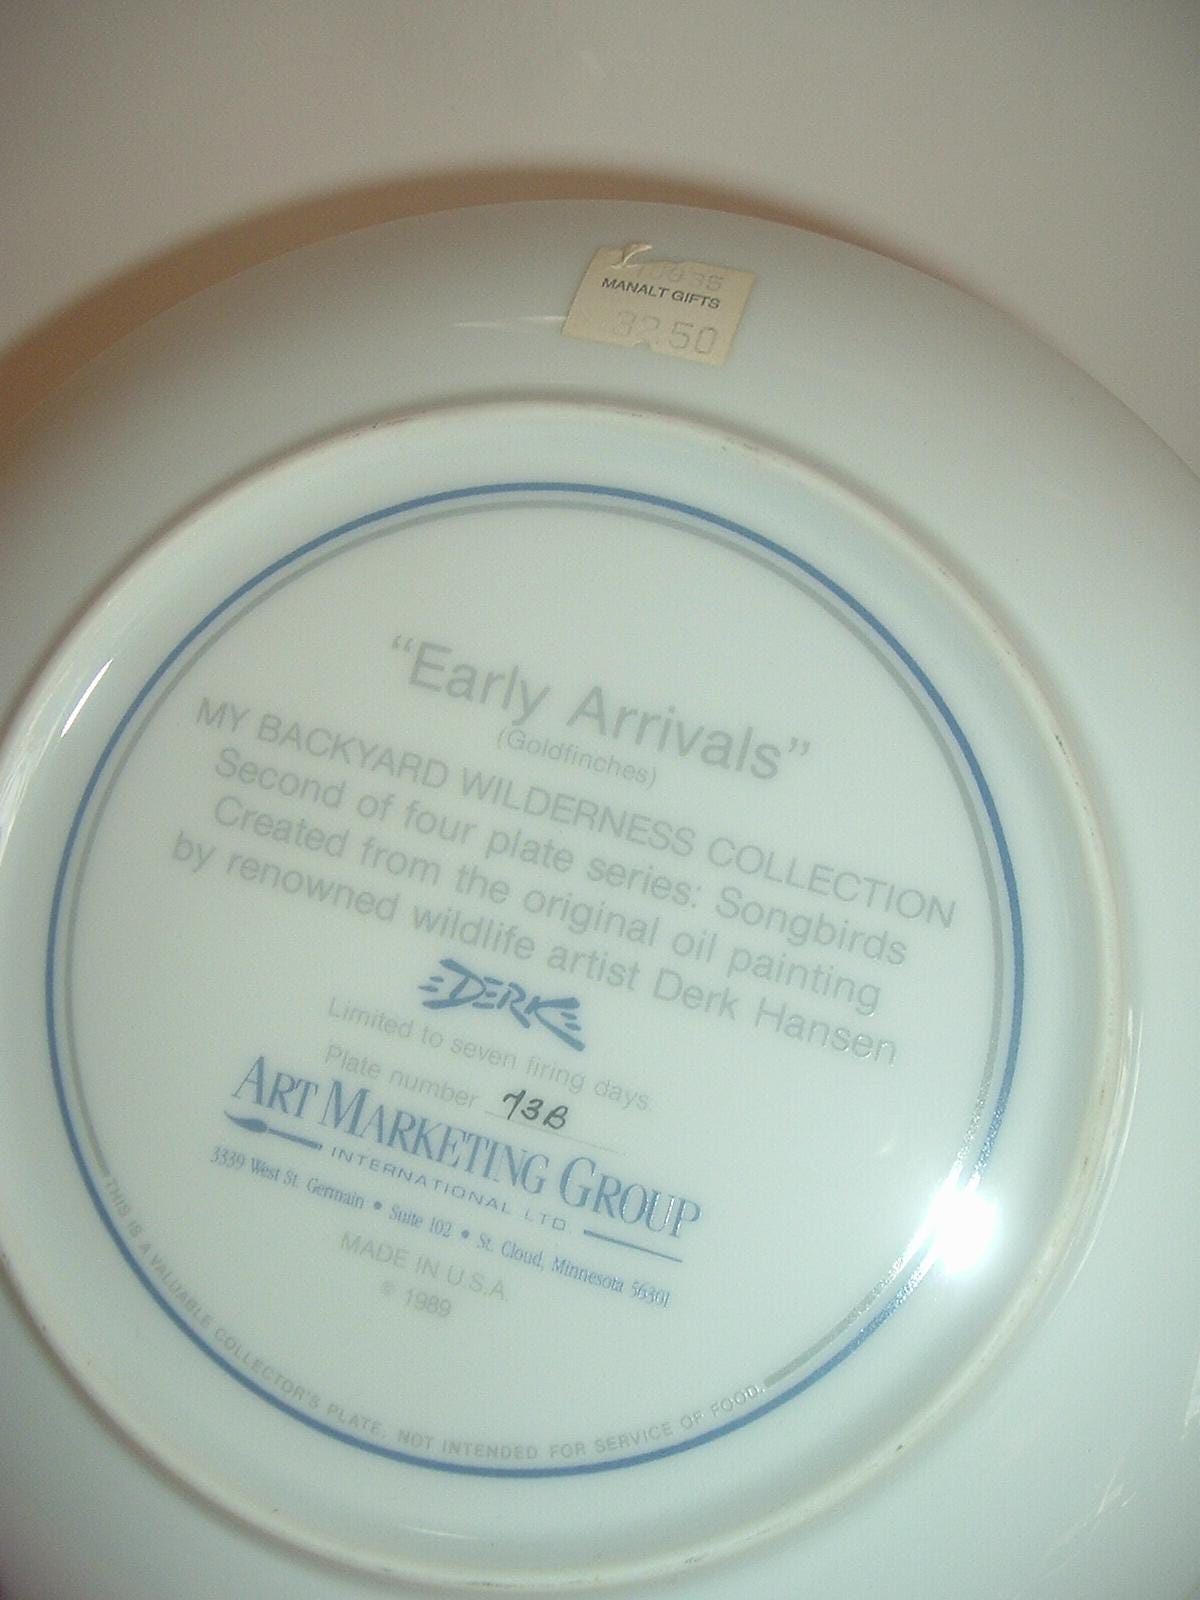 MANALT GIFTS
32.50
“Early Arrivals”
(Goldfinches)
MY BACKYARD WILDERNESS COLLECTION
Second of four plate series: Songbirds
Created from the original oil painting
by renowned wildlife artist Derk Hansen
DERK
Limited to seven firing days.
Plate number 73B
ART MARKETING GROUP
INTERNATIONAL LTD.
3339 West St. Germain • Suite 102 • St. Cloud, Minnesota 56301
MADE IN U.S.A.
© 1989
THIS IS A VALUABLE COLLECTOR'S PLATE, NOT INTENDED FOR SERVICE OF FOOD.